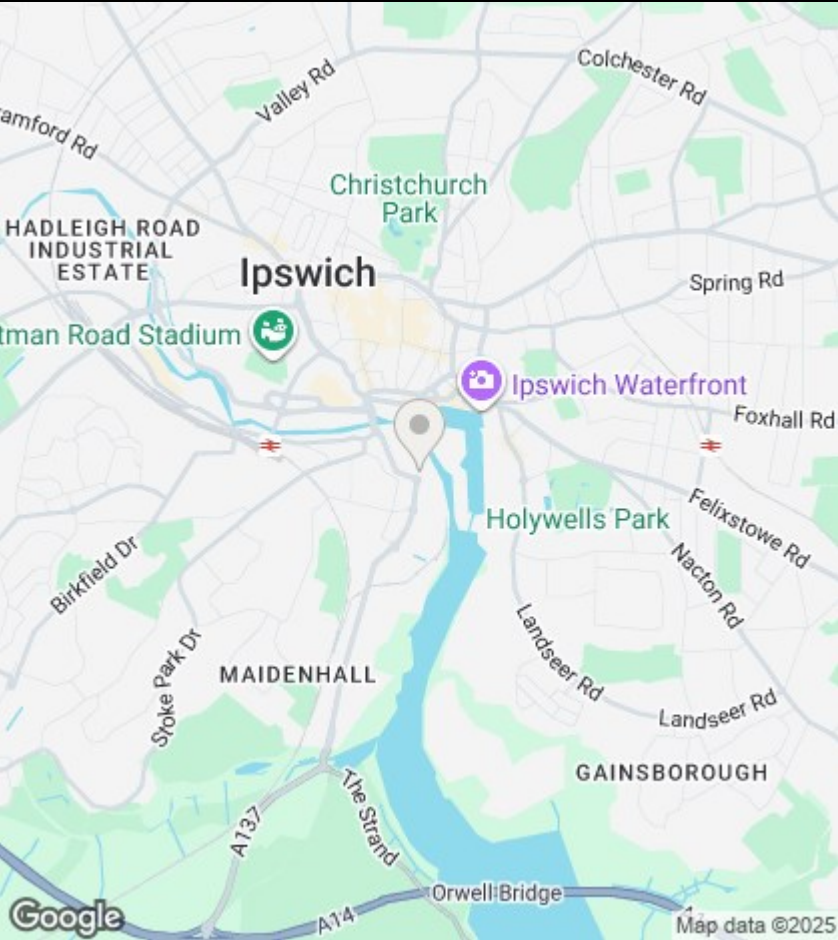 Colchester Rd
Valley Rd
amford Rd
Christchurch
Park
HADLEIGH ROAD
INDUSTRIAL
ESTATE
Ipswich
Spring Rd
tman Road Stadium
Ipswich Waterfront
Foxhall Rd
Holywells Park
Felixstowe Rd
Birkfield Dr
Nacton Rd
Landseer Rd
Stoke Park Dr
MAIDENHALL
Landseer Rd
GAINSBOROUGH
The Strand
A137
Orwell Bridge
A14
Google
Map data ©2025